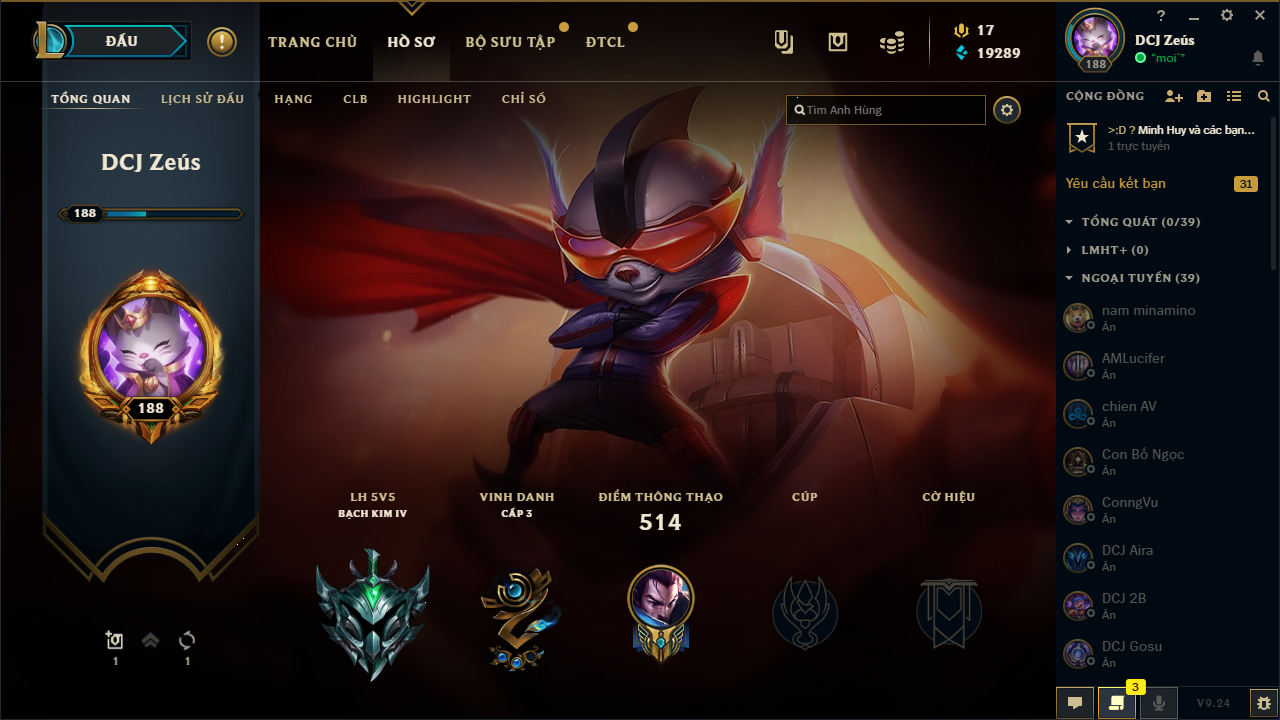 ĐẤU
!
TRANG CHỦ
HỒ SƠ
BỘ SƯU TẬP
ĐTCL
17
19289
?
DCJ Zeús
"moi`"
188
TỔNG QUAN
LỊCH SỬ ĐẤU
HẠNG
CLB
HIGHLIGHT
CHỈ SỐ
Tìm Anh Hùng
DCJ Zeús
188
188
LH 5V5
BẠCH KIM IV
VINH DANH
CẤP 3
ĐIỂM THÔNG THẠO
514
CÚP
CỜ HIỆU
1
1
CỘNG ĐỒNG
>:D ? Minh Huy và các bạn...
1 trực tuyến
Yêu cầu kết bạn
31
TỔNG QUÁT (0/39)
LMHT+ (0)
NGOẠI TUYẾN (39)
nam minamino
Ẩn
AMLucifer
Ẩn
chien AV
Ẩn
Con Bố Ngọc
Ẩn
ConngVu
Ẩn
DCJ Aira
Ẩn
DCJ 2B
Ẩn
DCJ Gosu
Ẩn
3
V9.24